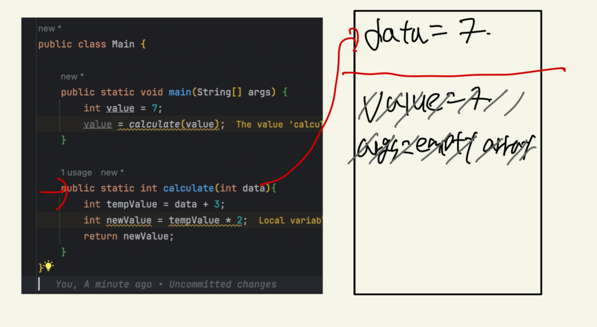 new *
public class Main {
new *
public static void main(String[] args) {
int value = 7;
value = calculate(value); The value 'calcul
}
1 usage new *
public static int calculate(int data){
int tempValue = data + 3;
int newValue = tempValue * 2; Local variab
return newValue;
}
}
You, A minute ago • Uncommitted changes
data = 7.
value = 7
args = empty array